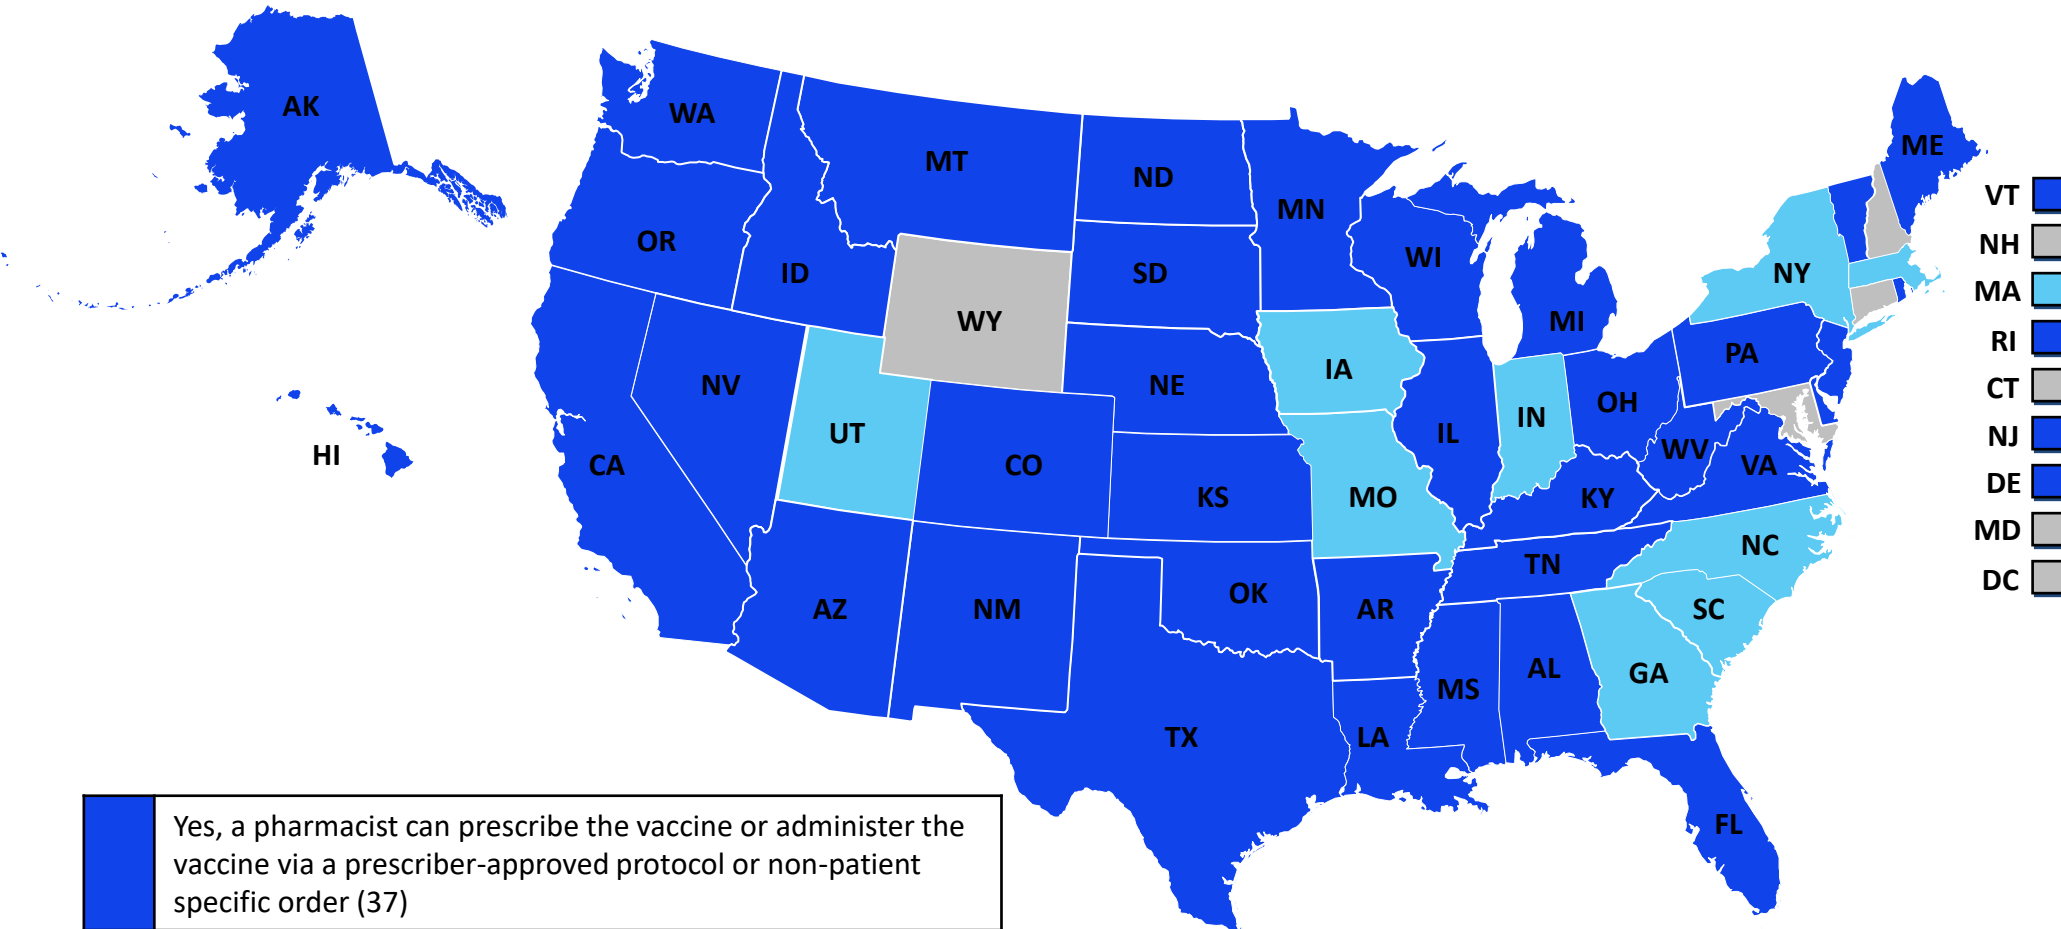 AK
WA
MT
ND
MN
ME
VT
OR
ID
WY
SD
WI
MI
NY
NH
MA
RI
CT
NJ
DE
MD
DC
HI
CA
NV
UT
CO
NE
KS
IA
MO
IL
IN
OH
PA
WV
VA
KY
NC
TN
SC
AZ
NM
OK
AR
TX
LA
MS
AL
GA
FL
Yes, a pharmacist can prescribe the vaccine or administer the
vaccine via a prescriber-approved protocol or non-patient
specific order (37)